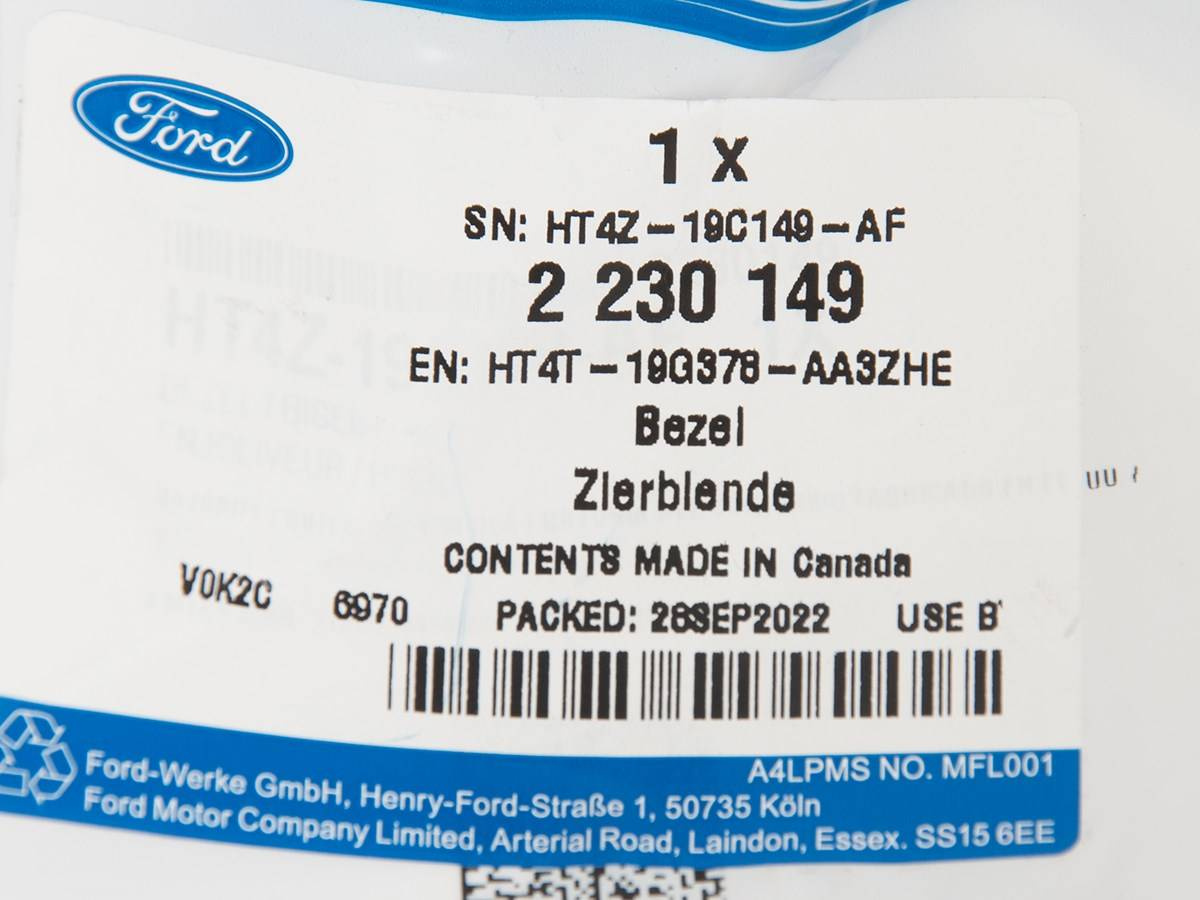 Ford
1 x
SN: HT4Z-19C149-AF
2 230 149
EN: HT4T-19G378-AA3ZHE
Bezel
Zierblende
CONTENTS MADE IN Canada
V0K2C 6970 PACKED: 28SEP2022 USE B
A4LPMS NO. MFL001
Ford-Werke GmbH, Henry-Ford-Straße 1, 50735 Köln
Ford Motor Company Limited, Arterial Road, Laindon, Essex. SS15 6EE